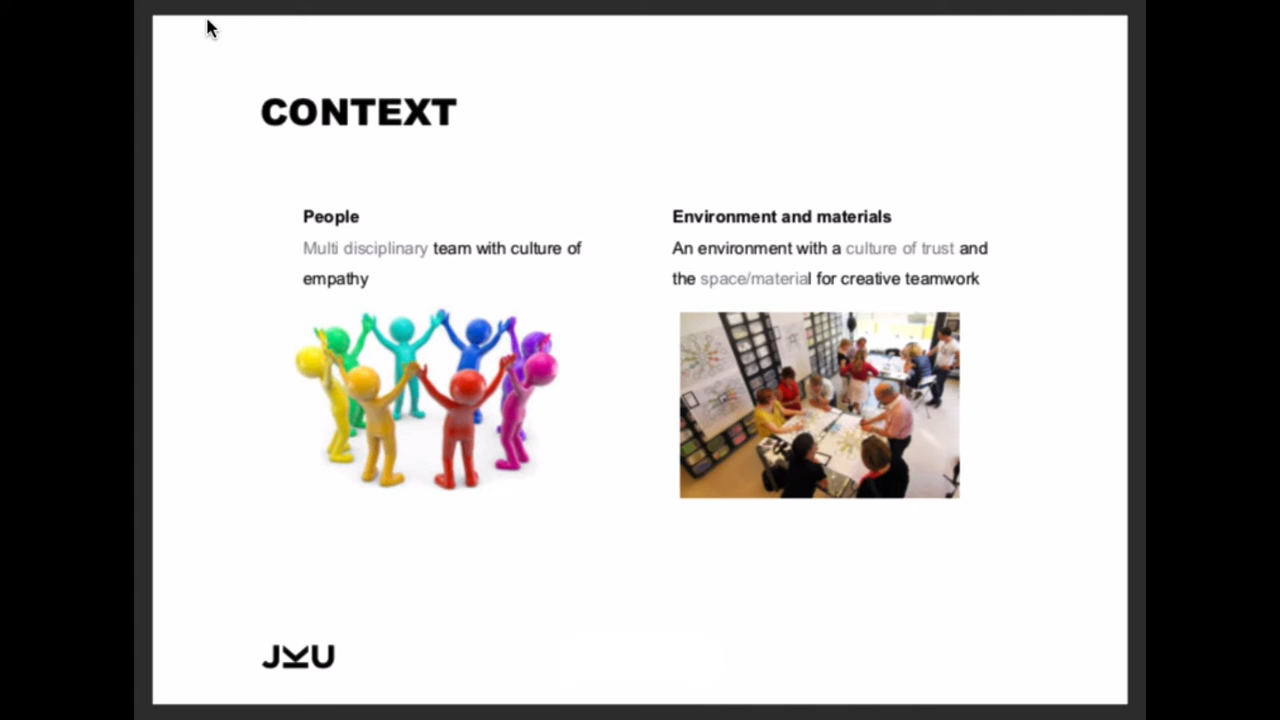 CONTEXT
People
Multi disciplinary team with culture of
empathy
Environment and materials
An environment with a culture of trust and
the space/material for creative teamwork
JKU